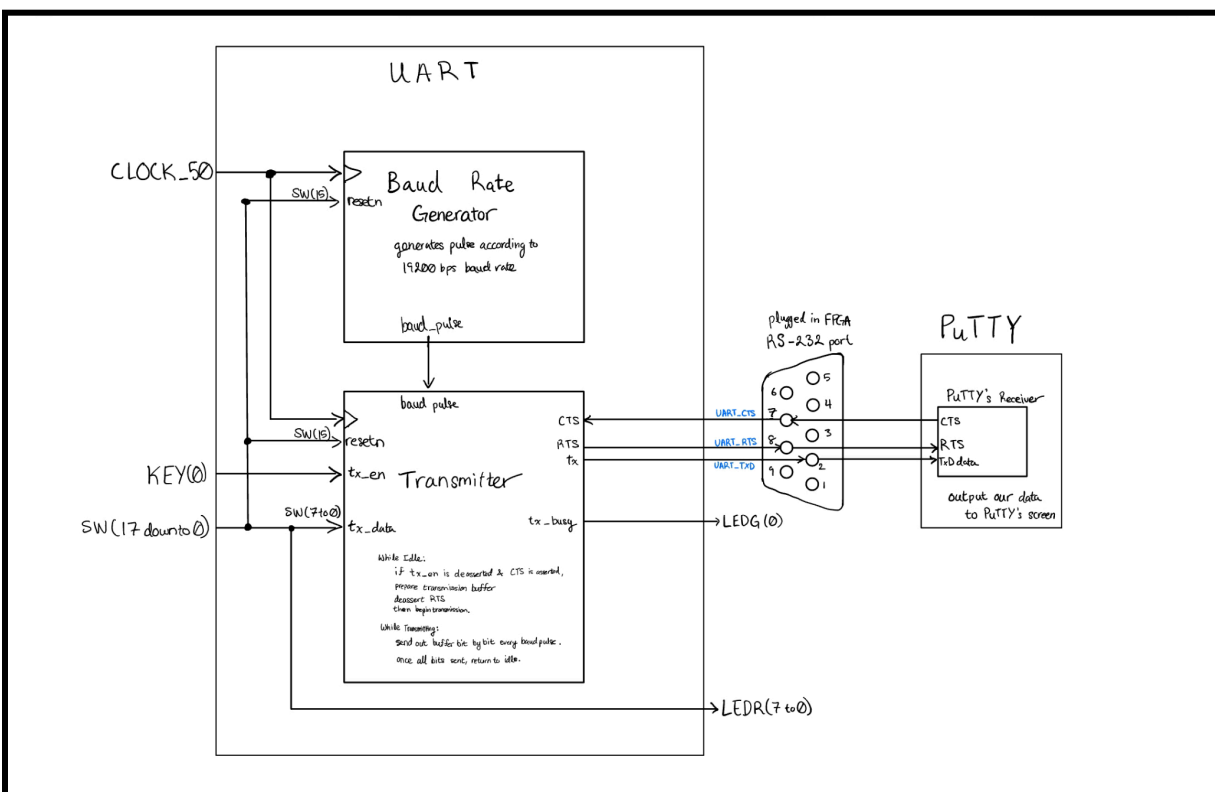 UART
CLOCK_50
SW(15)
resetn
Baud Rate
Generator
generates pulse according to
19200 bps baud rate
baud_pulse
baud pulse
SW(15)
resetn
KEY(0)
tx_en
Transmitter
SW(17 downto 0)
SW(7 to 0)
tx_data
CTS
RTS
tx
tx_busy
While Idle:
if tx_en is deasserted & CTS is asserted,
prepare transmission buffer
deassert RTS
then begin transmission.
While Transmitting:
send out buffer bit by bit every baud pulse.
once all bits sent, return to idle.
UART_CTS
UART_RTS
UART_TXD
LEDG(0)
LEDR(7 to 0)
plugged in FPGA
RS-232 port
5
6
4
7
3
8
2
9
1
PuTTY
PuTTY's Receiver
CTS
RTS
TxD data
output our data
to PuTTY's screen